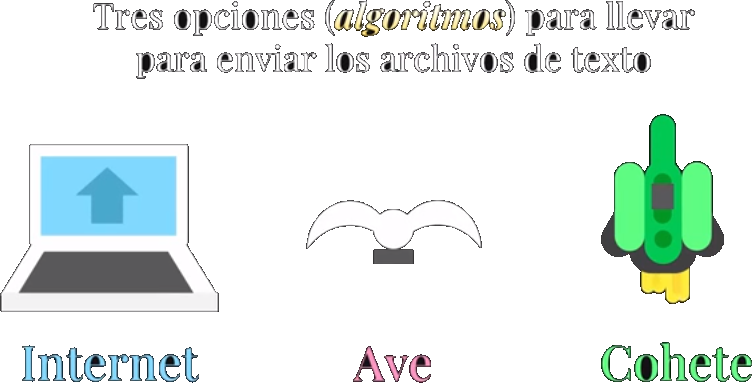 Tres opciones (algoritmos) para llevar
para enviar los archivos de texto
Internet
Ave
Cohete